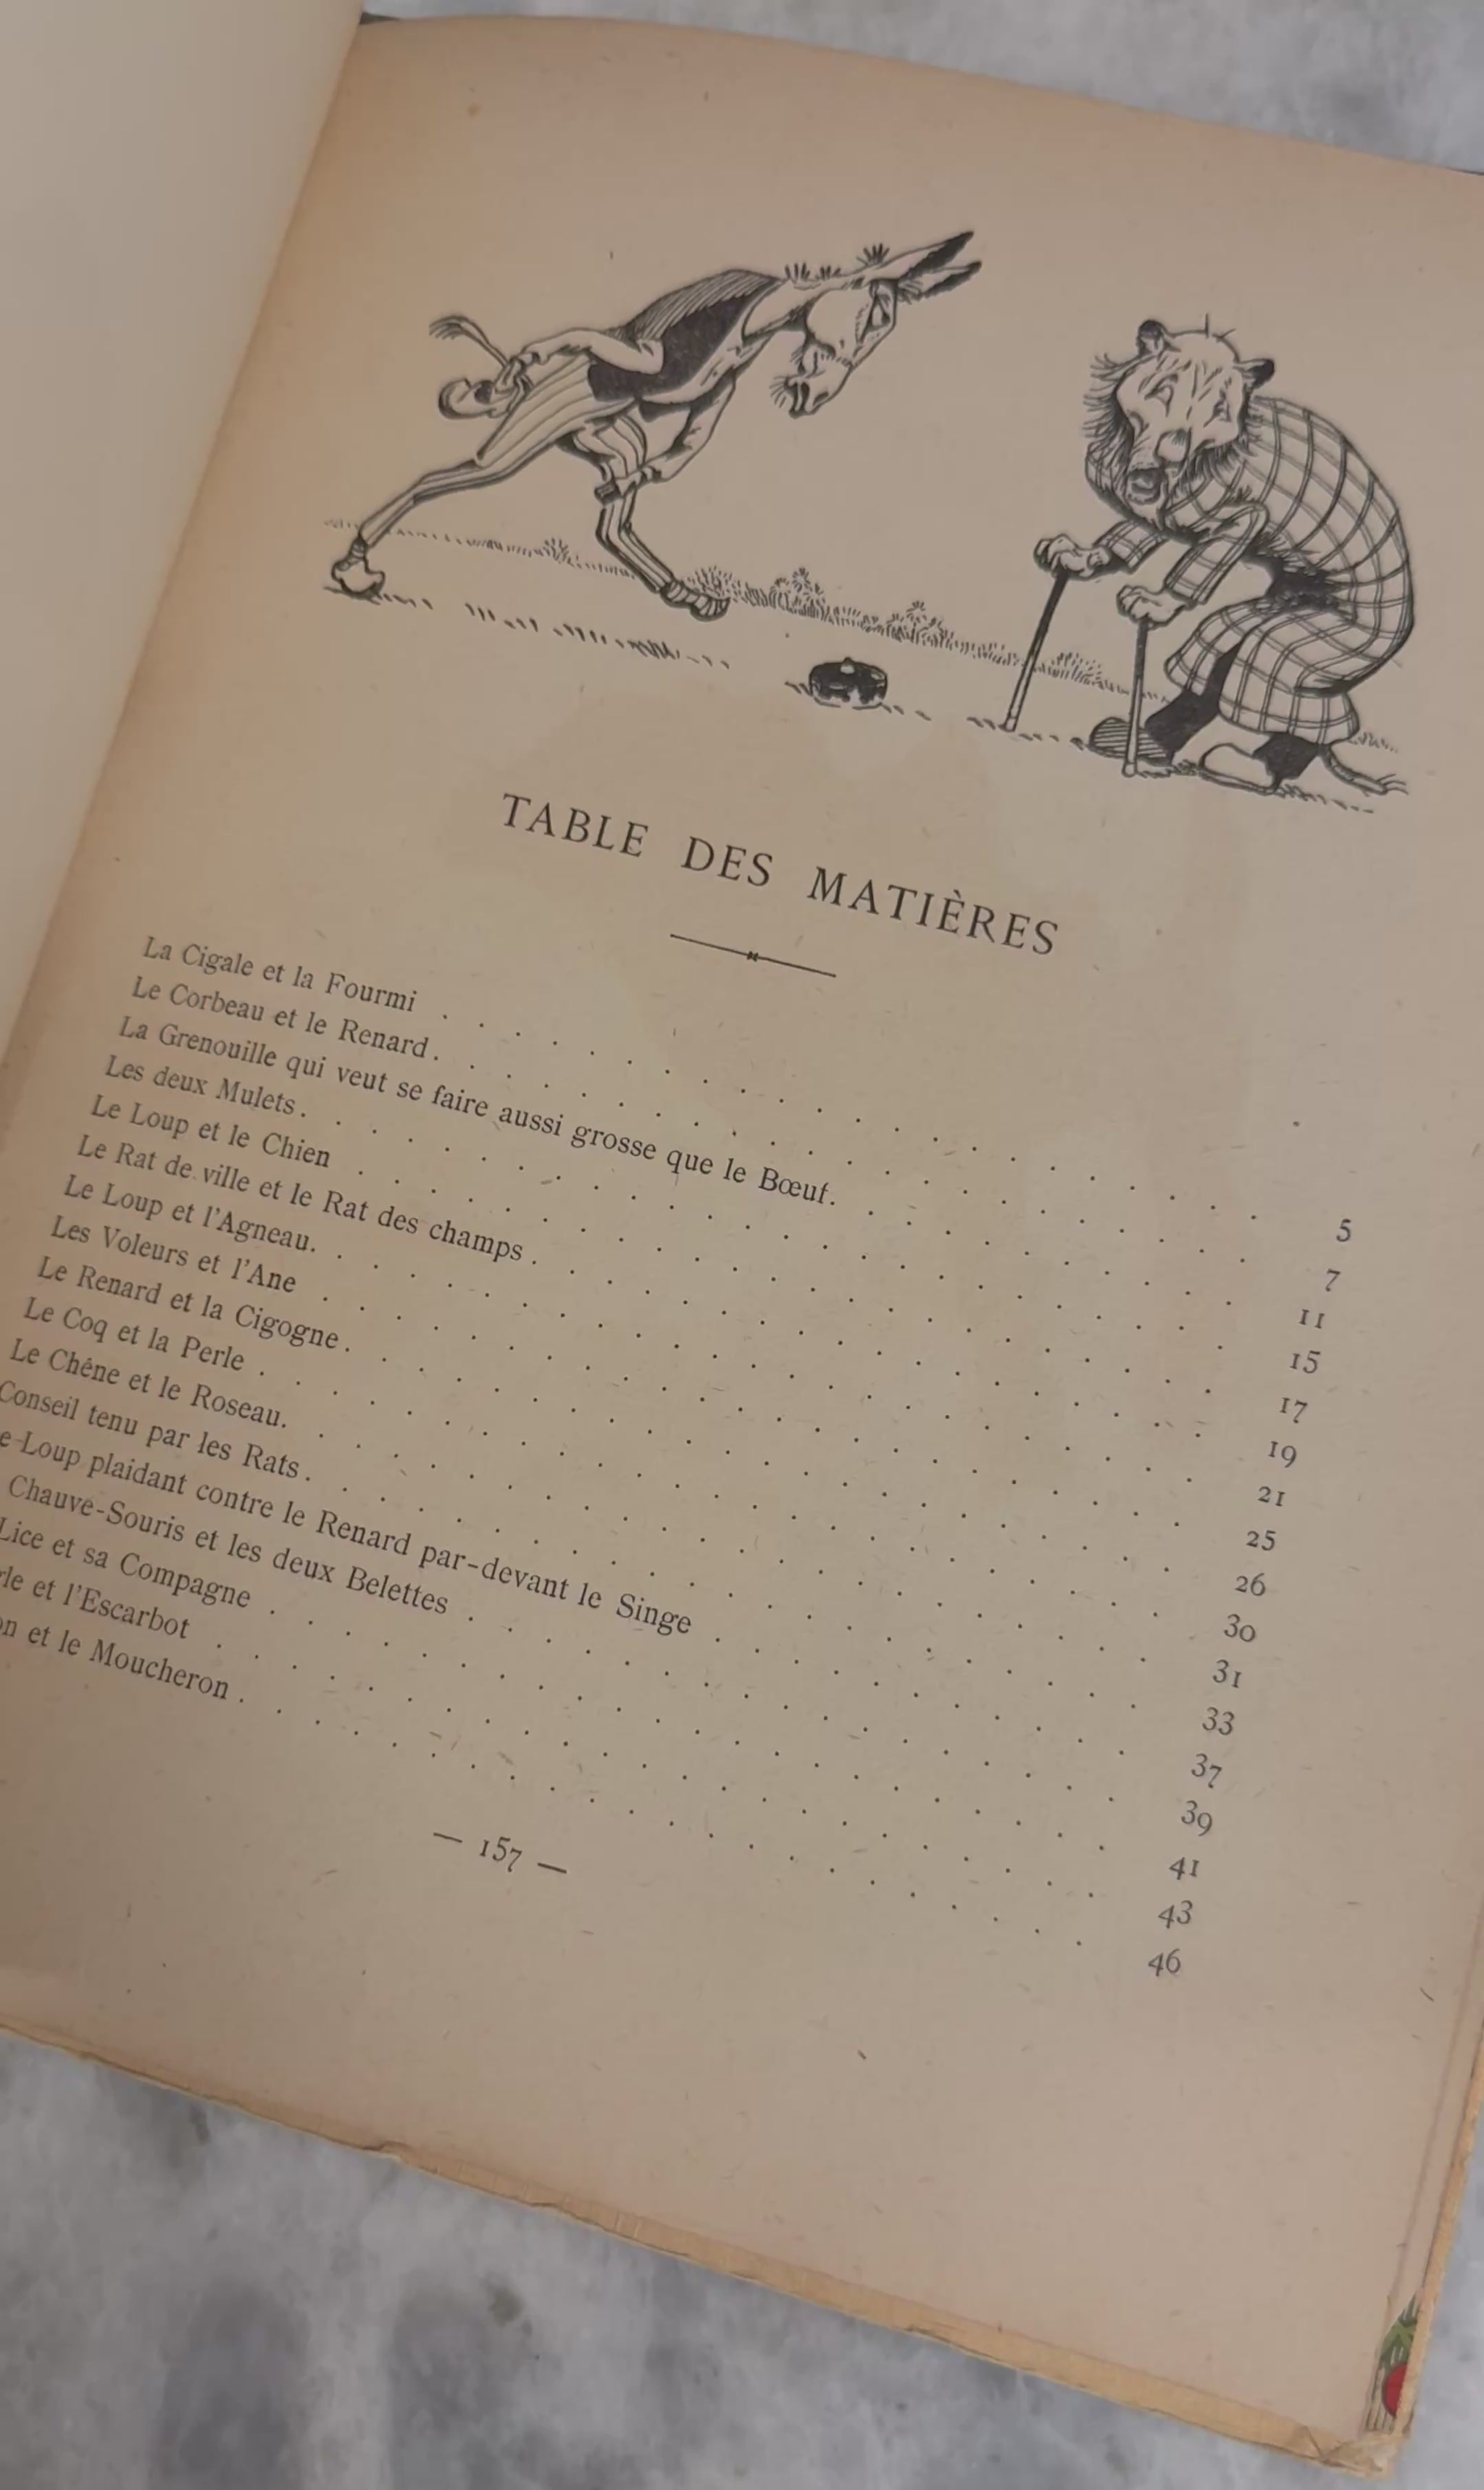 TABLE DES MATIÈRES
La Cigale et la Fourmi 5
Le Corbeau et le Renard 7
La Grenouille qui veut se faire aussi grosse que le Bœuf 11
Les deux Mulets 15
Le Loup et le Chien 17
Le Rat de ville et le Rat des champs 19
Le Loup et l'Agneau 21
Les Voleurs et l'Ane 25
Le Renard et la Cigogne 26
Le Coq et la Perle 30
Le Chêne et le Roseau 31
Conseil tenu par les Rats 33
Loup plaidant contre le Renard par-devant le Singe 37
Chauve-Souris et les deux Belettes 39
Lice et sa Compagne 41
et l'Escarbot 43
et le Moucheron 46
— 157 —